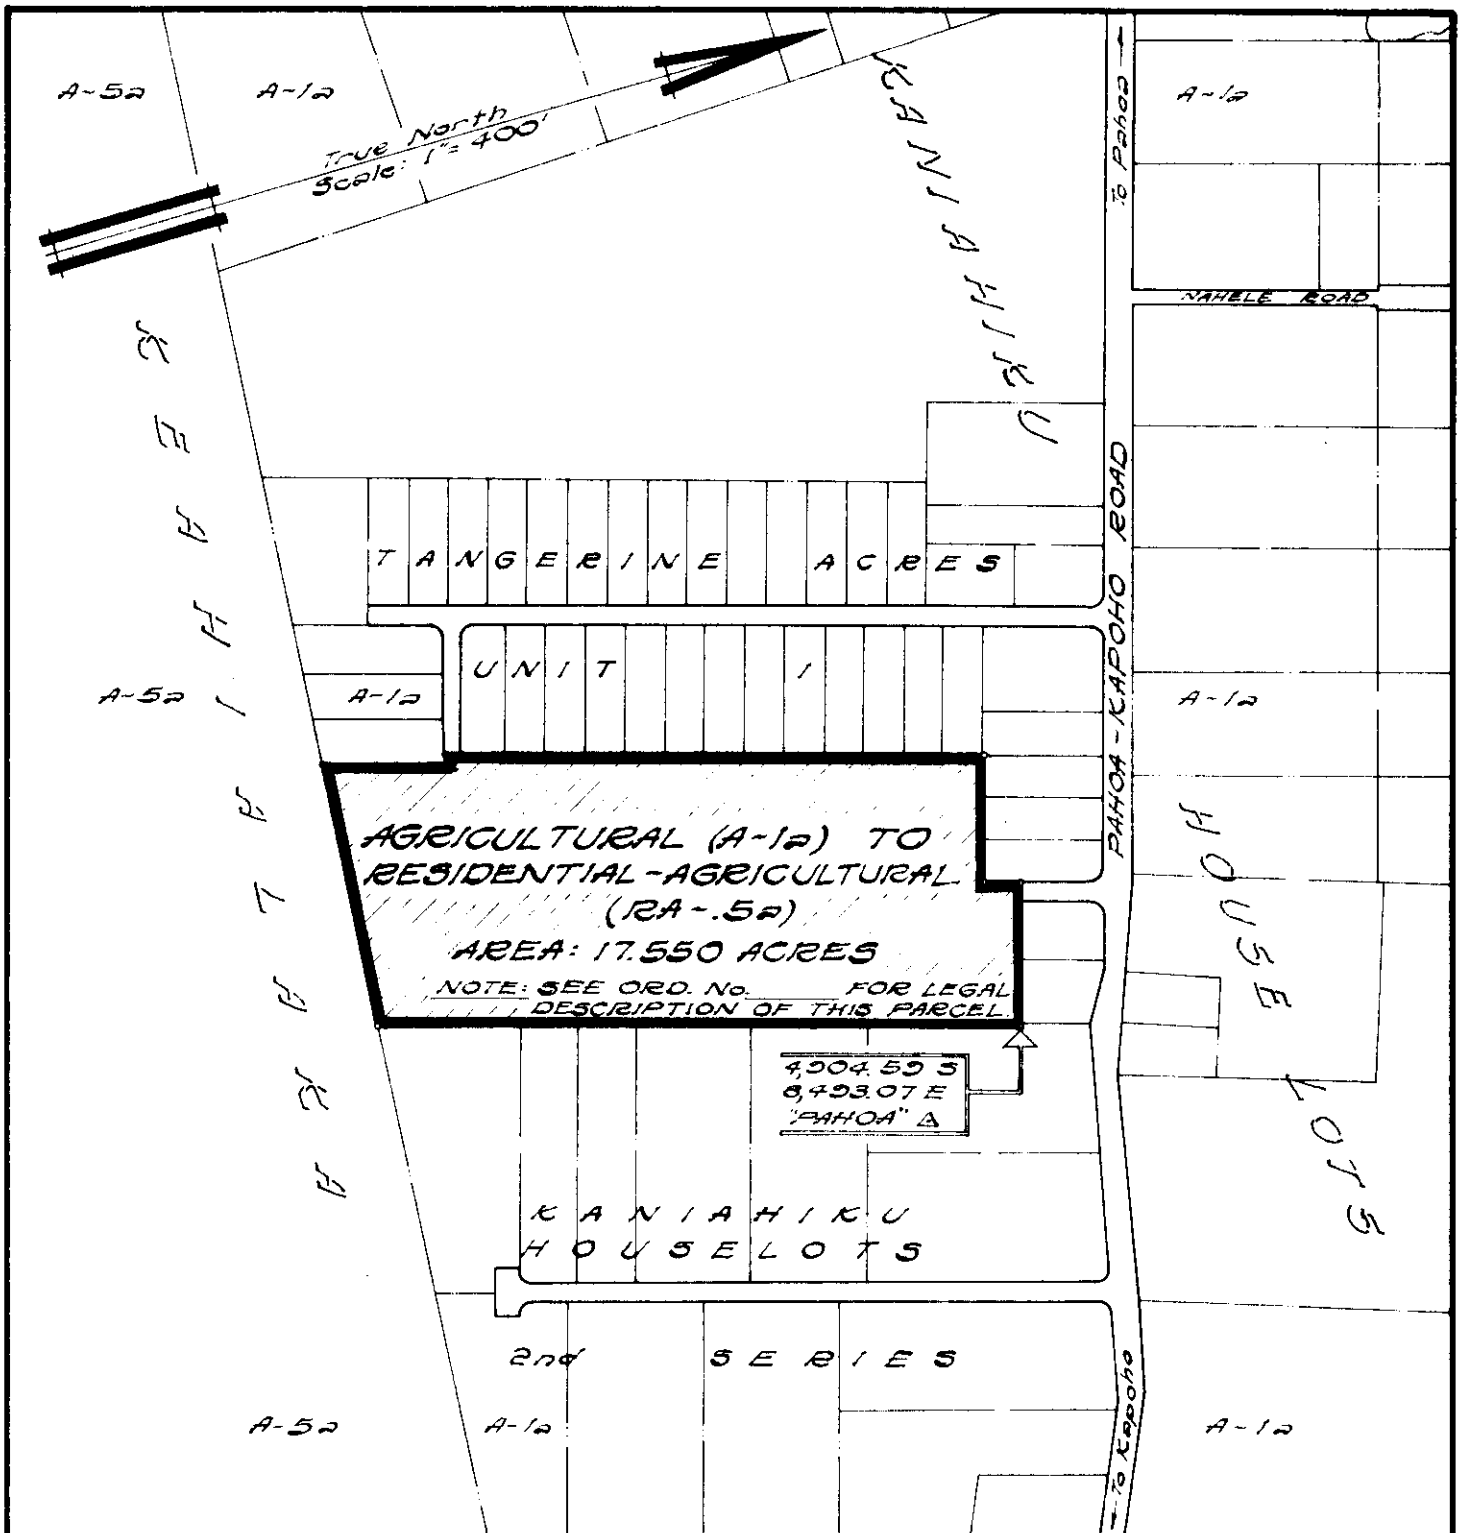 A-5a
A-1a
True North
Scale: 1"= 400'
KANIAHIKU
To Pahoa
A-1a
NAHELE ROAD
KEAHIALAKA
TANGERINE ACRES
UNIT 1
PAHOA-KAPOHO ROAD
A-5a
A-1a
A-1a
HOUSE LOTS
AGRICULTURAL (A-1a) TO
RESIDENTIAL-AGRICULTURAL
(RA-.5a)
AREA: 17.550 ACRES
NOTE: SEE ORD. No. ______ FOR LEGAL
DESCRIPTION OF THIS PARCEL.
4,904.59 S
8,493.07 E
"PAHOA" △
KANIAHIKU
HOUSELOTS
2nd SERIES
To Kapoho
A-5a
A-1a
A-1a